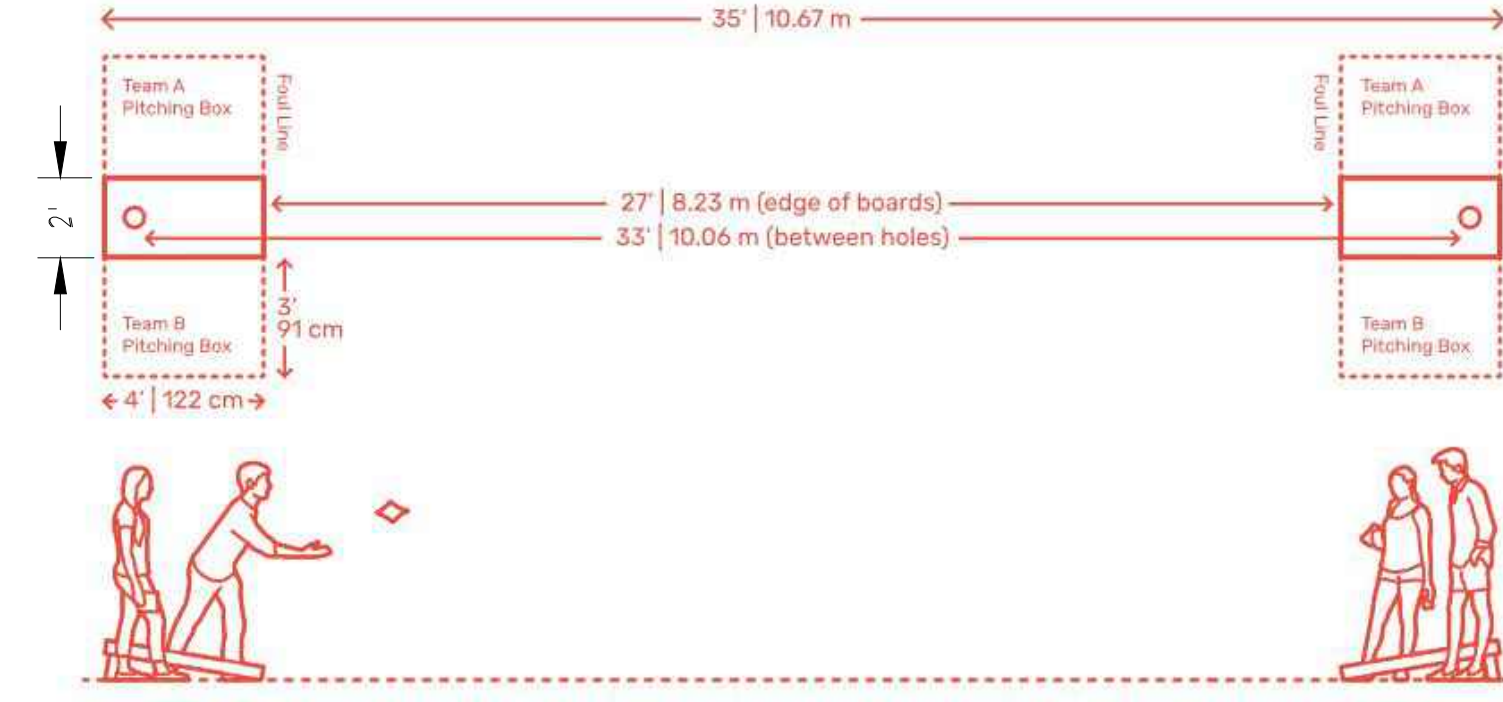 35' | 10.67 m
Team A
Pitching Box
Foul Line
Foul Line
Team A
Pitching Box
2'
27' | 8.23 m (edge of boards)
33' | 10.06 m (between holes)
3'
91 cm
Team B
Pitching Box
Team B
Pitching Box
4' | 122 cm